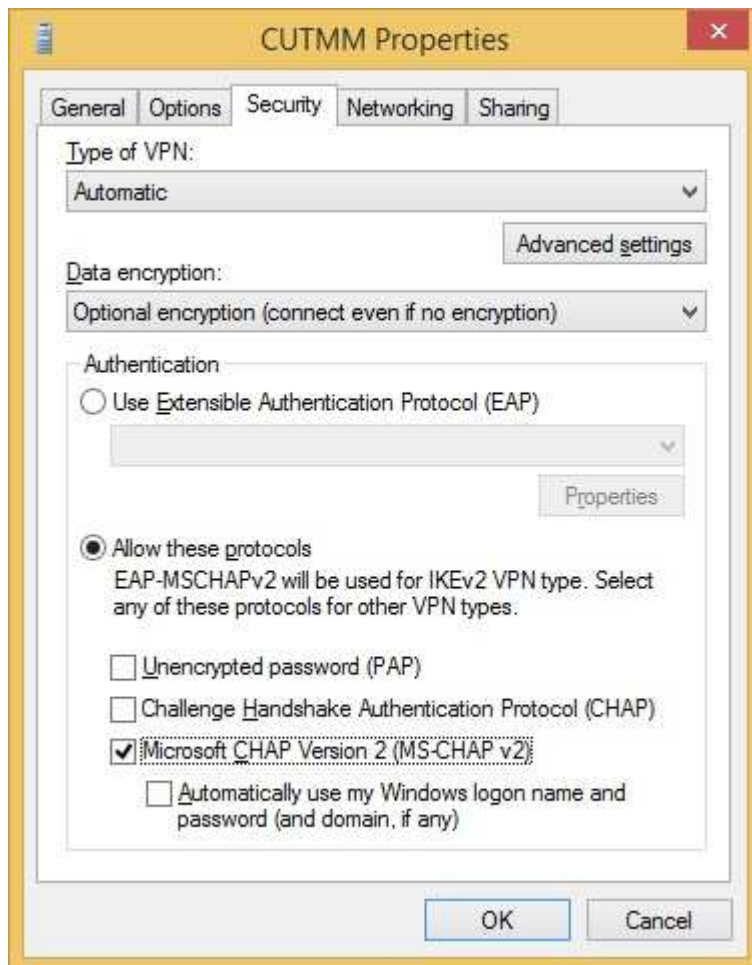 CUTMM Properties
General Options Security Networking Sharing
Type of VPN:
Automatic
Advanced settings
Data encryption:
Optional encryption (connect even if no encryption)
Authentication
Use Extensible Authentication Protocol (EAP)
Properties
Allow these protocols
EAP-MSCHAPv2 will be used for IKEv2 VPN type. Select
any of these protocols for other VPN types.
Unencrypted password (PAP)
Challenge Handshake Authentication Protocol (CHAP)
Microsoft CHAP Version 2 (MS-CHAP v2)
Automatically use my Windows logon name and
password (and domain, if any)
OK Cancel